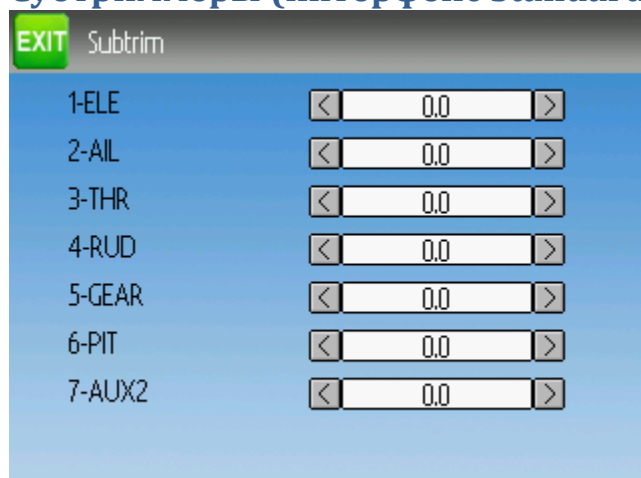 EXIT Subtrim
1-ELE < 0.0 >
2-AIL < 0.0 >
3-THR < 0.0 >
4-RUD < 0.0 >
5-GEAR < 0.0 >
6-PIT < 0.0 >
7-AUX2 < 0.0 >